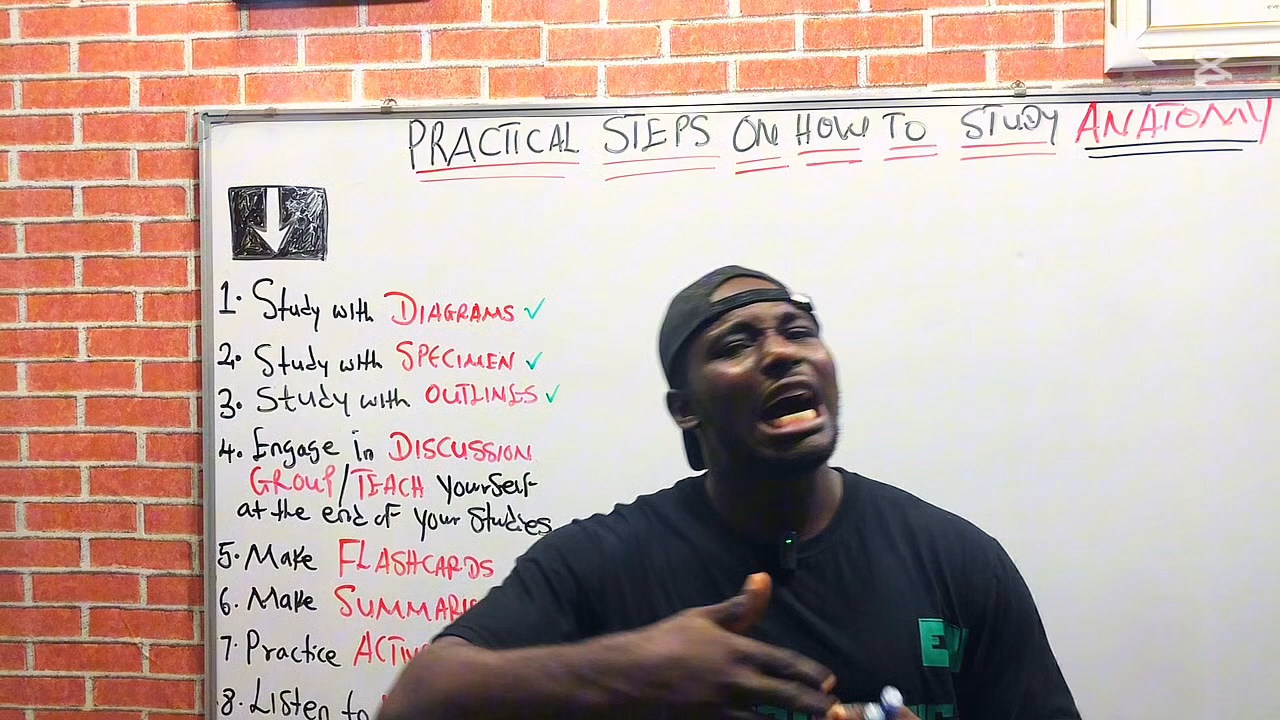 PRACTICAL STEPS ON HOW TO STUDY ANATOMY
1. Study with DIAGRAMS ✓
2. Study with SPECIMEN ✓
3. Study with OUTLINES ✓
4. Engage in DISCUSSION
GROUP/TEACH Yourself
at the end of your studies
5. Make FLASHCARDS
6. Make
7. Practice
8. Listen to